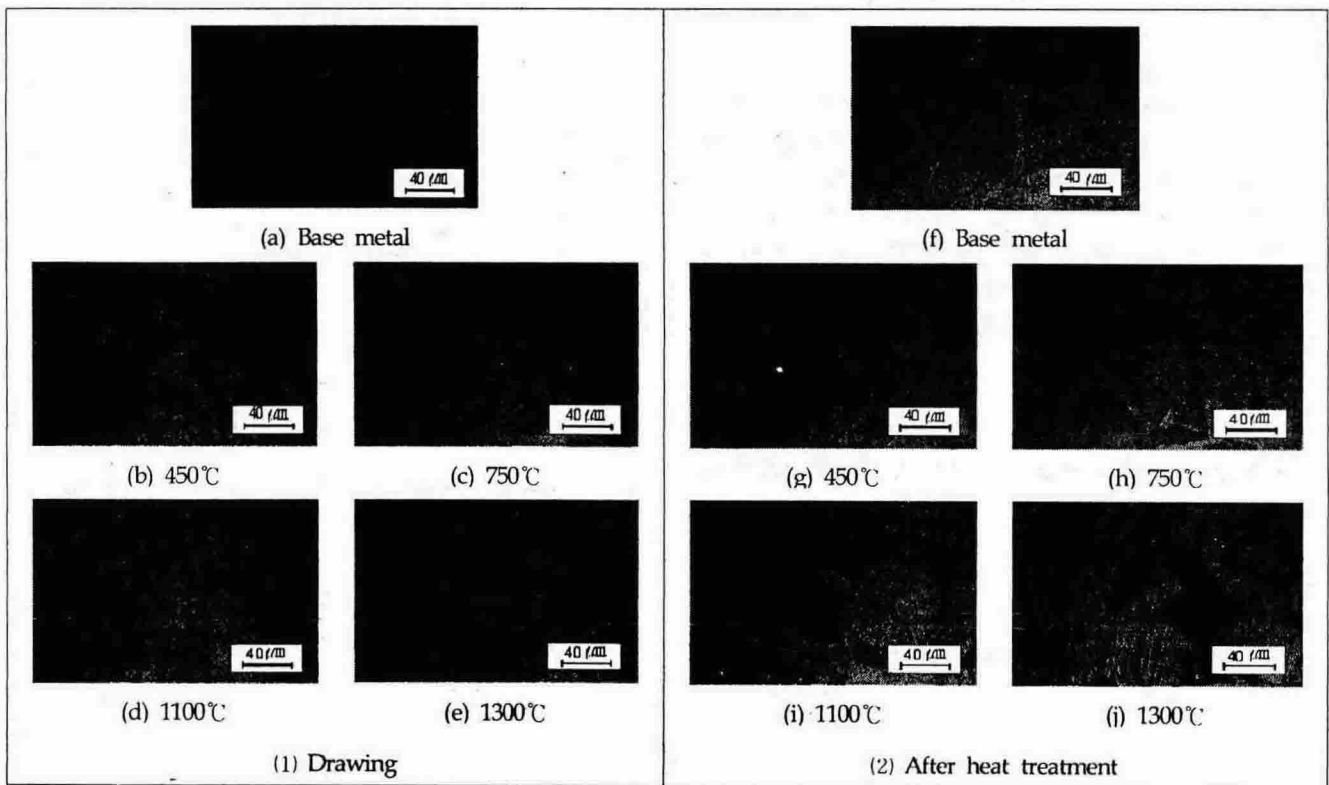 40 μm
40 μm
(a) Base metal
(f) Base metal
40 μm
40 μm
40 μm
40 μm
(b) 450℃
(c) 750℃
(g) 450℃
(h) 750℃
40 μm
40 μm
40 μm
40 μm
(d) 1100℃
(e) 1300℃
(i) 1100℃
(j) 1300℃
(1) Drawing
(2) After heat treatment